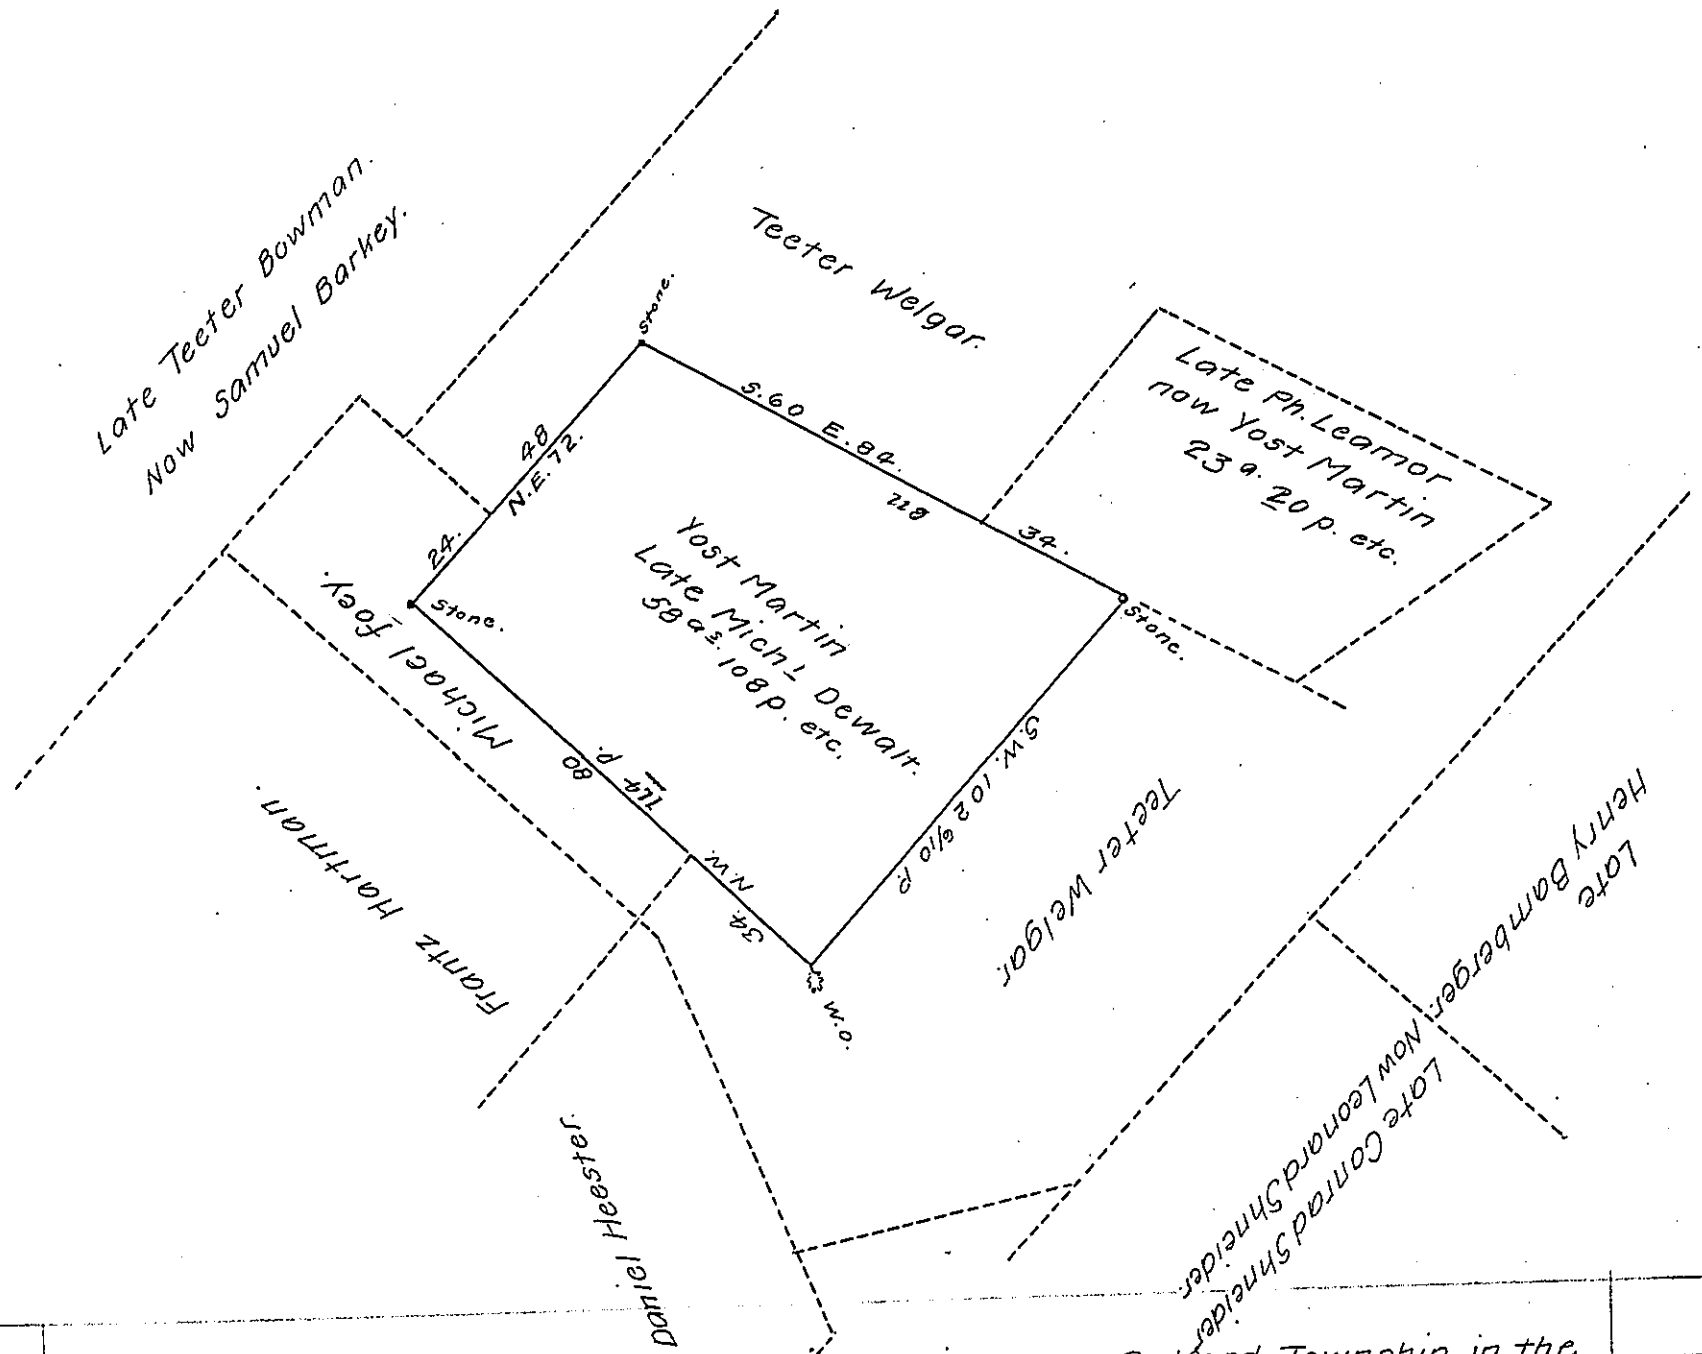 Late Teeter Bowman.
Now Samuel Barkey.
Teeter Welgar.
Stone.
48
N.E. 72.
24.
Stone.
S. 60 E. 84.
118
34.
Stone.
Late Ph. Leamor
now Yost Martin
23 a. 20 p. etc.
Yost Martin
Late Mich l Dewalt.
58 a s. 108 p. etc.
Michael Foey.
80
114 P.
N.W.
34.
S.W. 102 6/10 P.
W.O.
Teeter Welgar
Frantz Hartman.
Daniel Heester.
Late
Henry Bamberger.
Late Conrad Shneider
Now Leonard Shneider.
Township in the